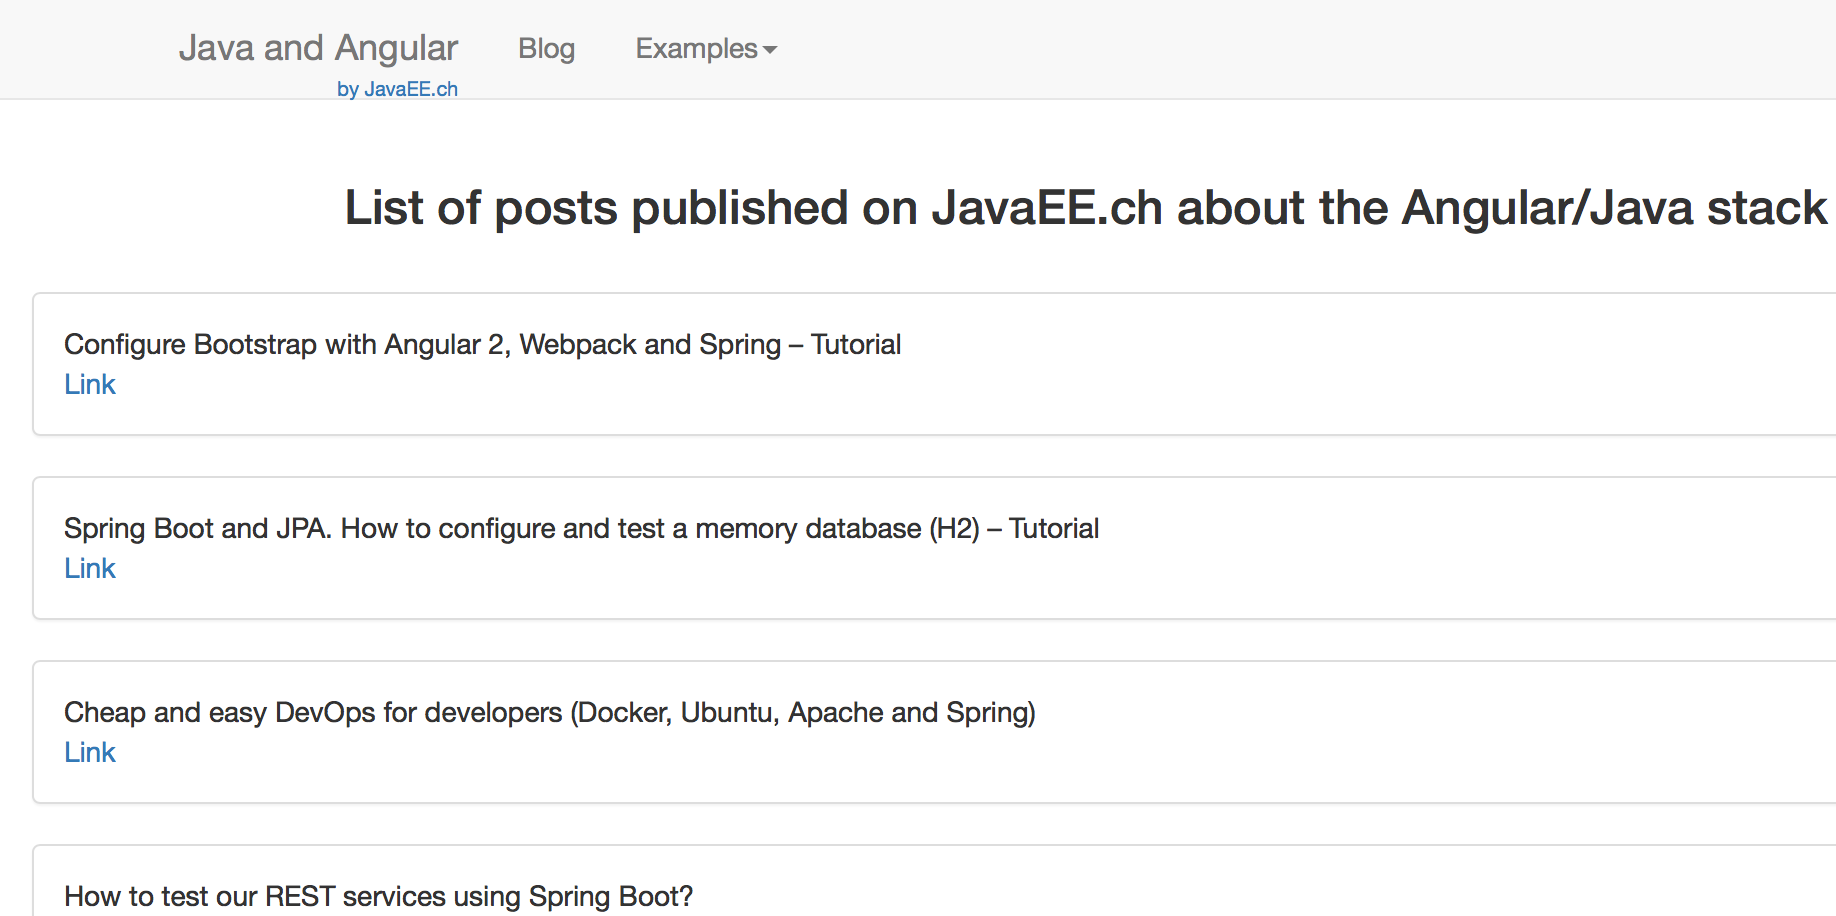 Java and Angular Blog Examples
by JavaEE.ch
List of posts published on JavaEE.ch about the Angular/Java stack
Configure Bootstrap with Angular 2, Webpack and Spring – Tutorial
Link
Spring Boot and JPA. How to configure and test a memory database (H2) – Tutorial
Link
Cheap and easy DevOps for developers (Docker, Ubuntu, Apache and Spring)
Link
How to test our REST services using Spring Boot?